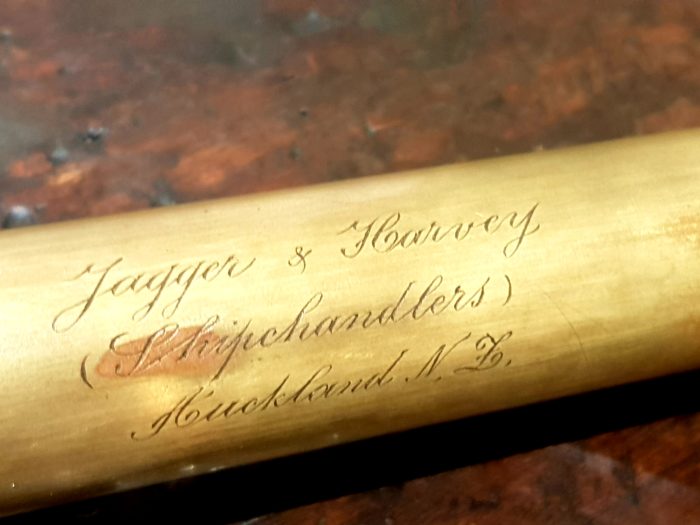 Jagger & Harvey
(Shipchandlers)
Auckland N.Z.